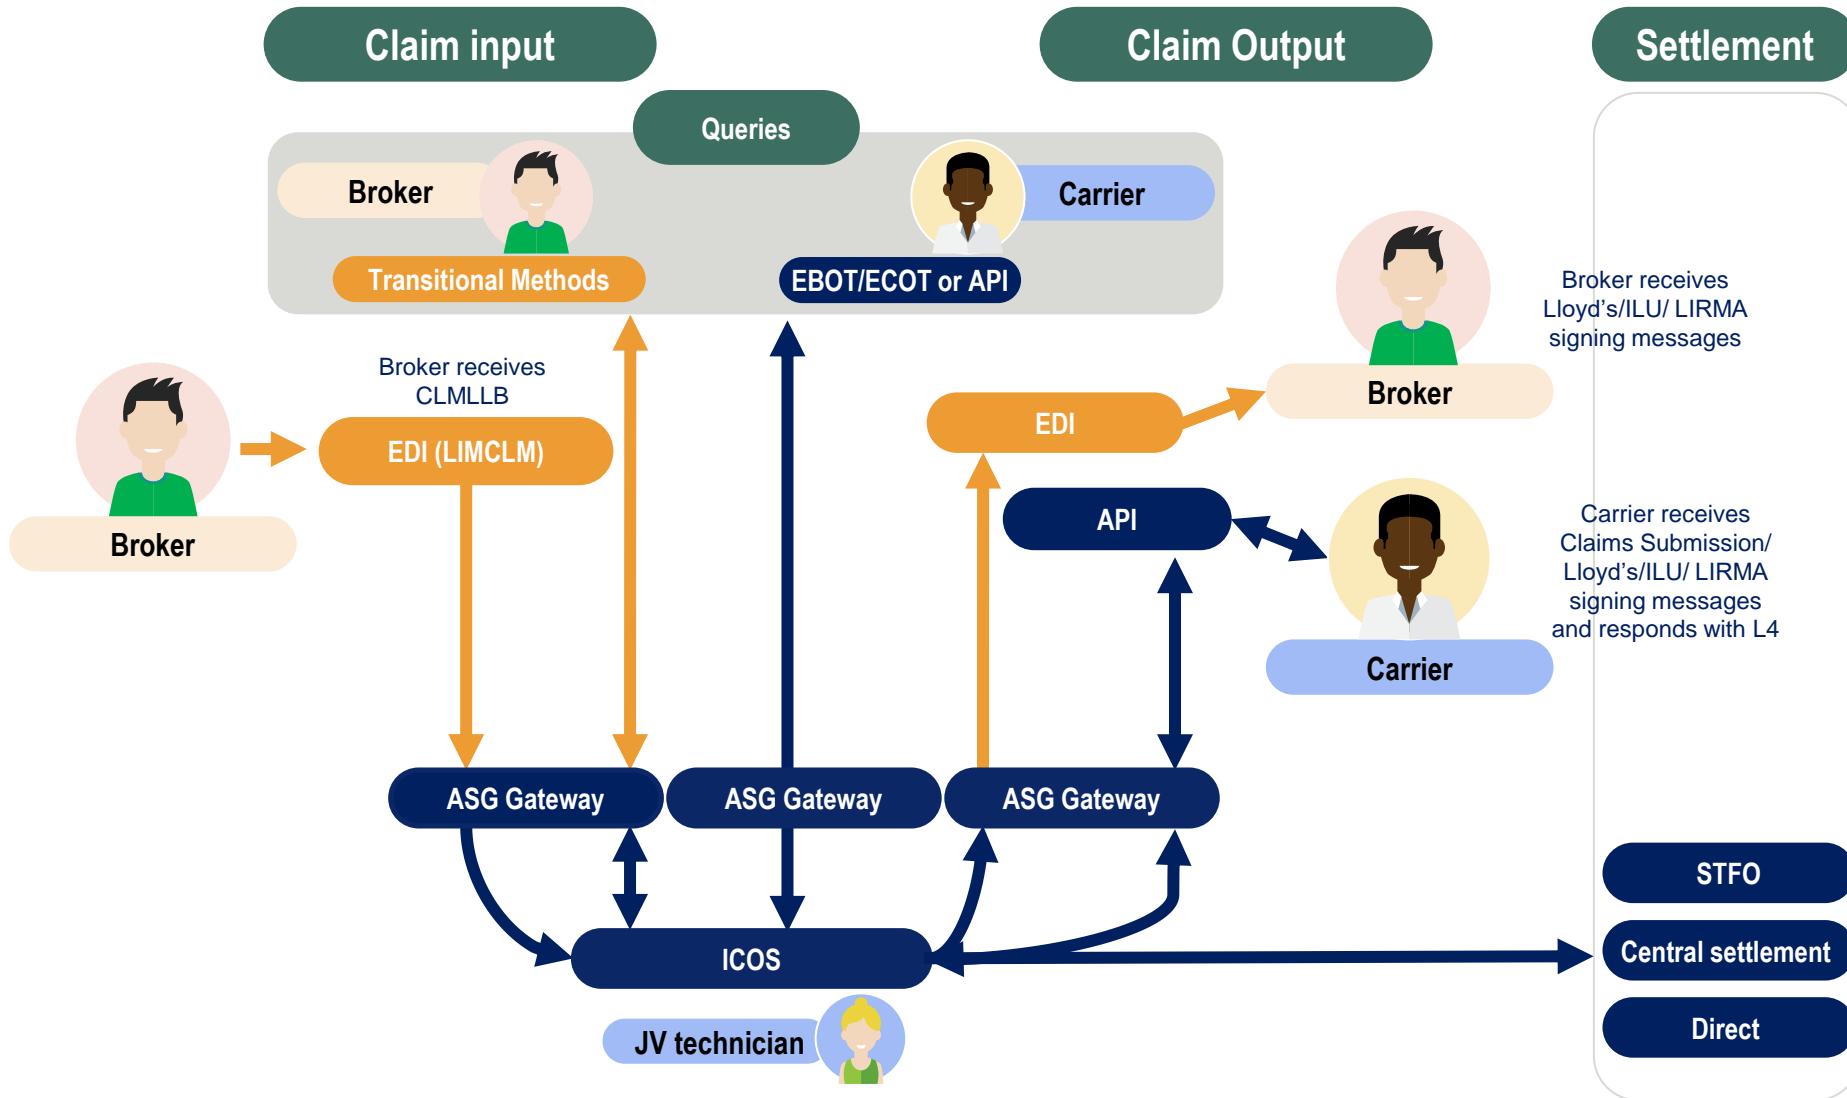 Claim input
Claim Output
Settlement
Queries
Broker
Carrier
Transitional Methods
EBOT/ECOT or API
Broker receives
Lloyd's/ILU/ LIRMA
signing messages
Broker
Broker receives
CLMLLB
EDI (LIMCLM)
EDI
Broker
API
Carrier receives
Claims Submission/
Lloyd's/ILU/ LIRMA
signing messages
and responds with L4
Carrier
ASG Gateway
ASG Gateway
ASG Gateway
STFO
ICOS
Central settlement
Direct
JV technician